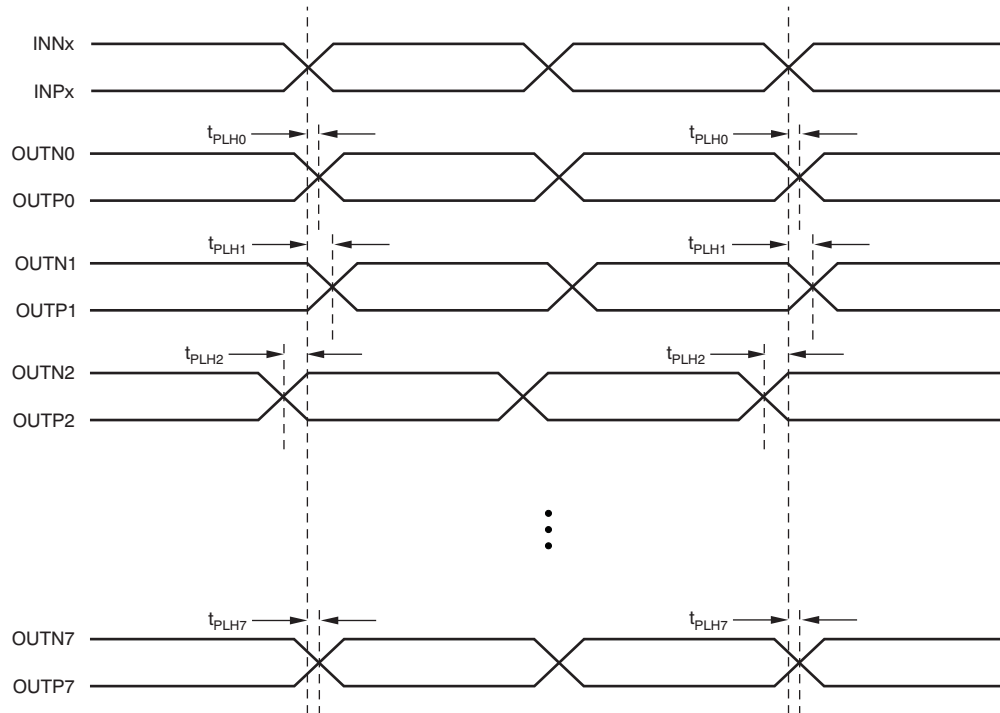 INNx
INPx
tPLH0 tPLH0
OUTN0
OUTP0
tPLH1 tPLH1
OUTN1
OUTP1
tPLH2 tPLH2
OUTN2
OUTP2
tPLH7 tPLH7
OUTN7
OUTP7